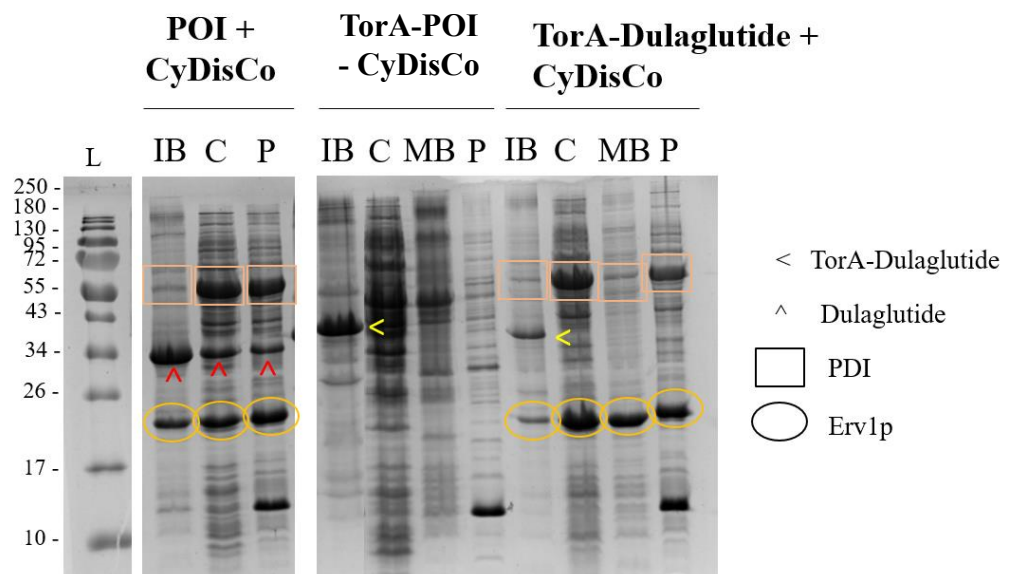 POI +
CyDisCo
TorA-POI
- CyDisCo
TorA-Dulaglutide +
CyDisCo
L
IB C P
IB C MB P
IB C MB P
250 -
180 -
130 -
95 -
72 -
55 -
43 -
34 -
26 -
17 -
10 -
< TorA-Dulaglutide
^ Dulaglutide
PDI
Erv1p